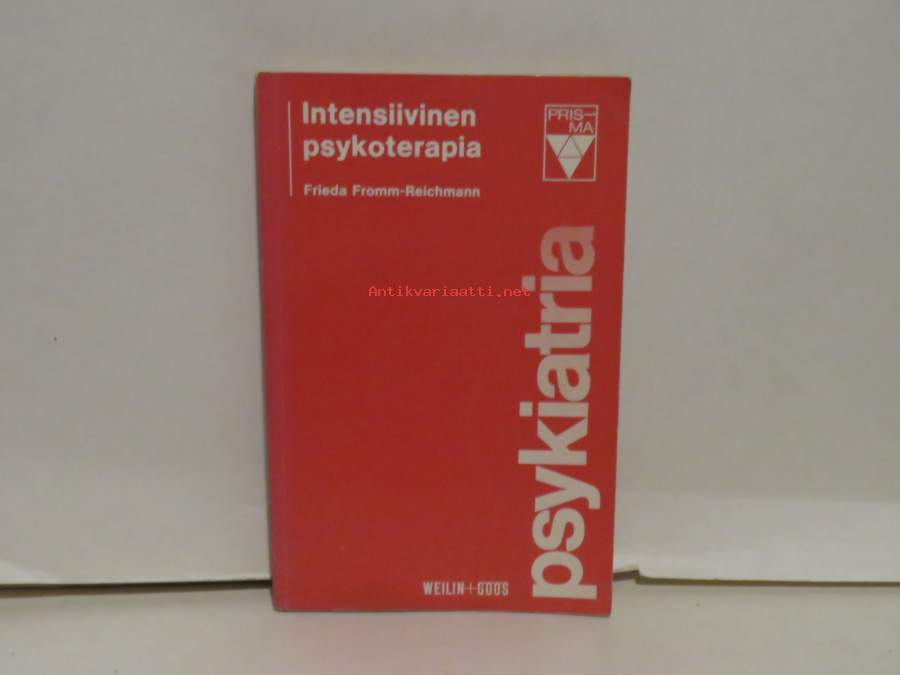 Intensiivinen
psykoterapia
Frieda Fromm-Reichmann
PRIS-
MA
Antikvariaatti.net
psykiatria
WEILIN+GÖÖS